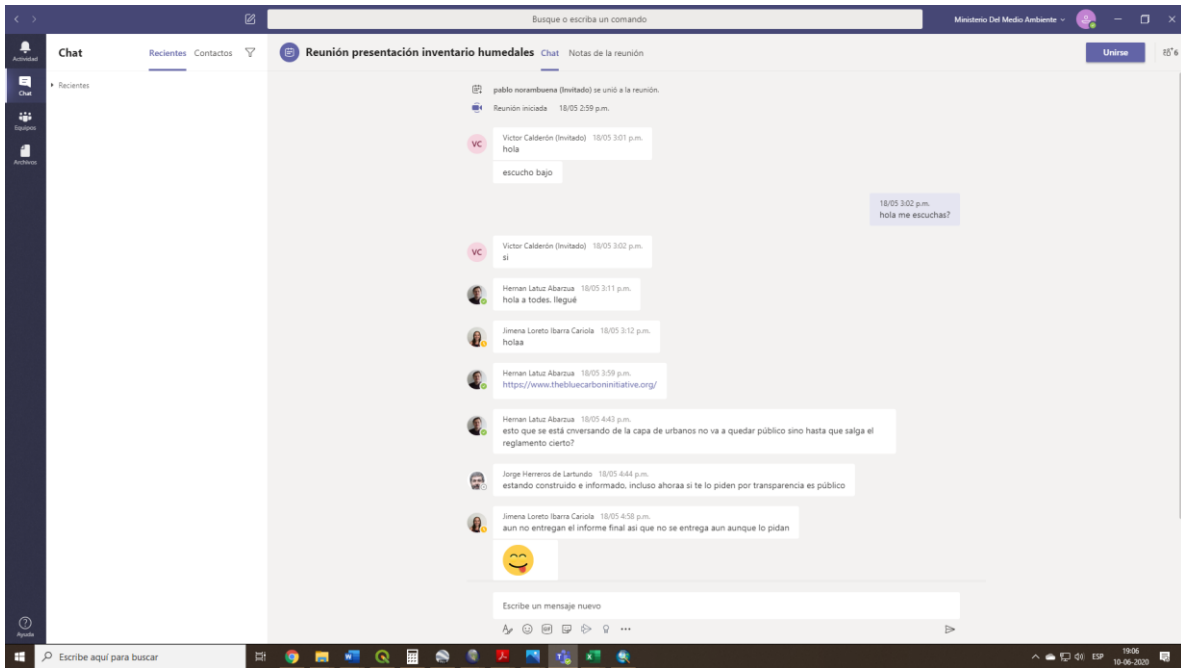 Busque o escriba un comando
Ministerio Del Medio Ambiente
Actividad
Chat
Equipos
Archivos
Ayuda
Chat
Recientes
Contactos
Recientes
Reunión presentación inventario humedales
Chat
Notas de la reunión
Unirse
6
pablo norambuena (Invitado) se unió a la reunión.
Reunión iniciada 18/05 2:59 p.m.
VC
Victor Calderón (Invitado) 18/05 3:01 p.m.
hola
escucho bajo
18/05 3:02 p.m.
hola me escuchas?
VC
Victor Calderón (Invitado) 18/05 3:02 p.m.
si
Hernan Latuz Abarzua 18/05 3:11 p.m.
hola a todes. llegué
Jimena Loreto Ibarra Cariola 18/05 3:12 p.m.
holaa
Hernan Latuz Abarzua 18/05 3:59 p.m.
https://www.thebluecarboninitiative.org/
Hernan Latuz Abarzua 18/05 4:43 p.m.
esto que se está cnversando de la capa de urbanos no va a quedar público sino hasta que salga el
reglamento cierto?
Jorge Herreros de Lartundo 18/05 4:44 p.m.
estando construido e informado, incluso ahoraa si te lo piden por transparencia es público
Jimena Loreto Ibarra Cariola 18/05 4:58 p.m.
aun no entregan el informe final asi que no se entrega aun aunque lo pidan
Escribe un mensaje nuevo
GIF
Escribe aquí para buscar
ESP
19:06
10-06-2020